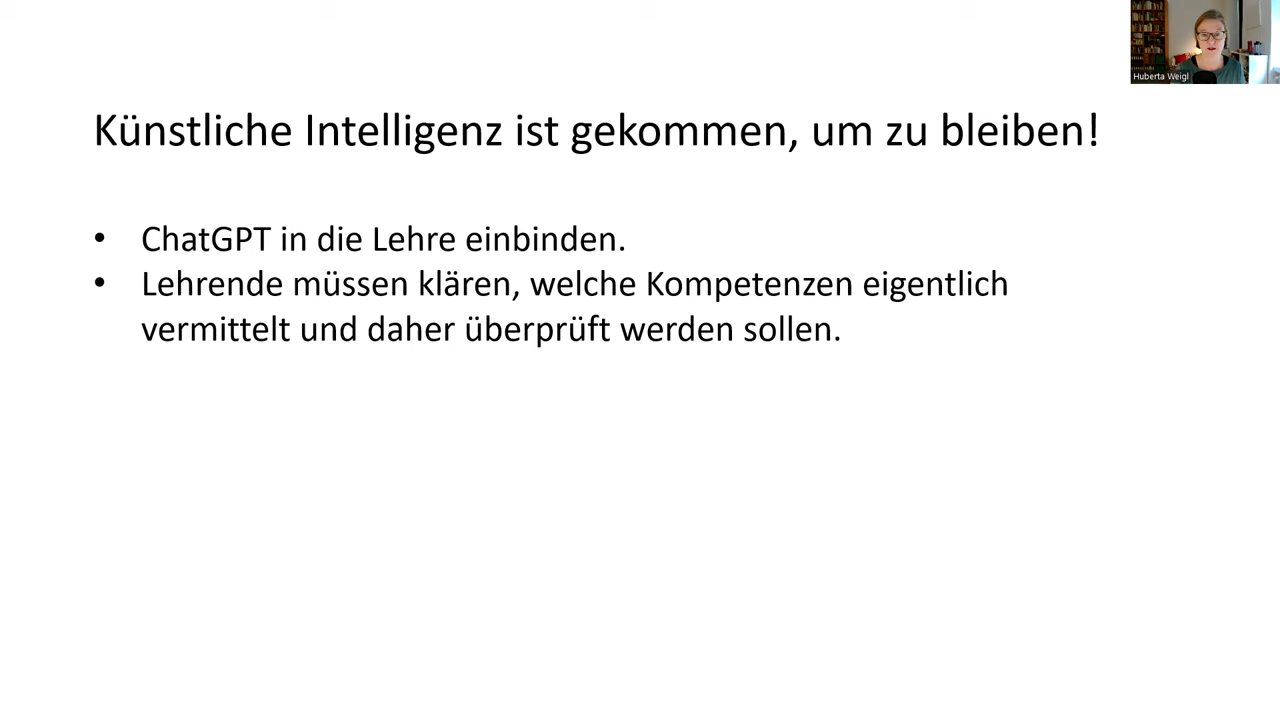 Huberta Weigl
Künstliche Intelligenz ist gekommen, um zu bleiben!
• ChatGPT in die Lehre einbinden.
• Lehrende müssen klären, welche Kompetenzen eigentlich
vermittelt und daher überprüft werden sollen.